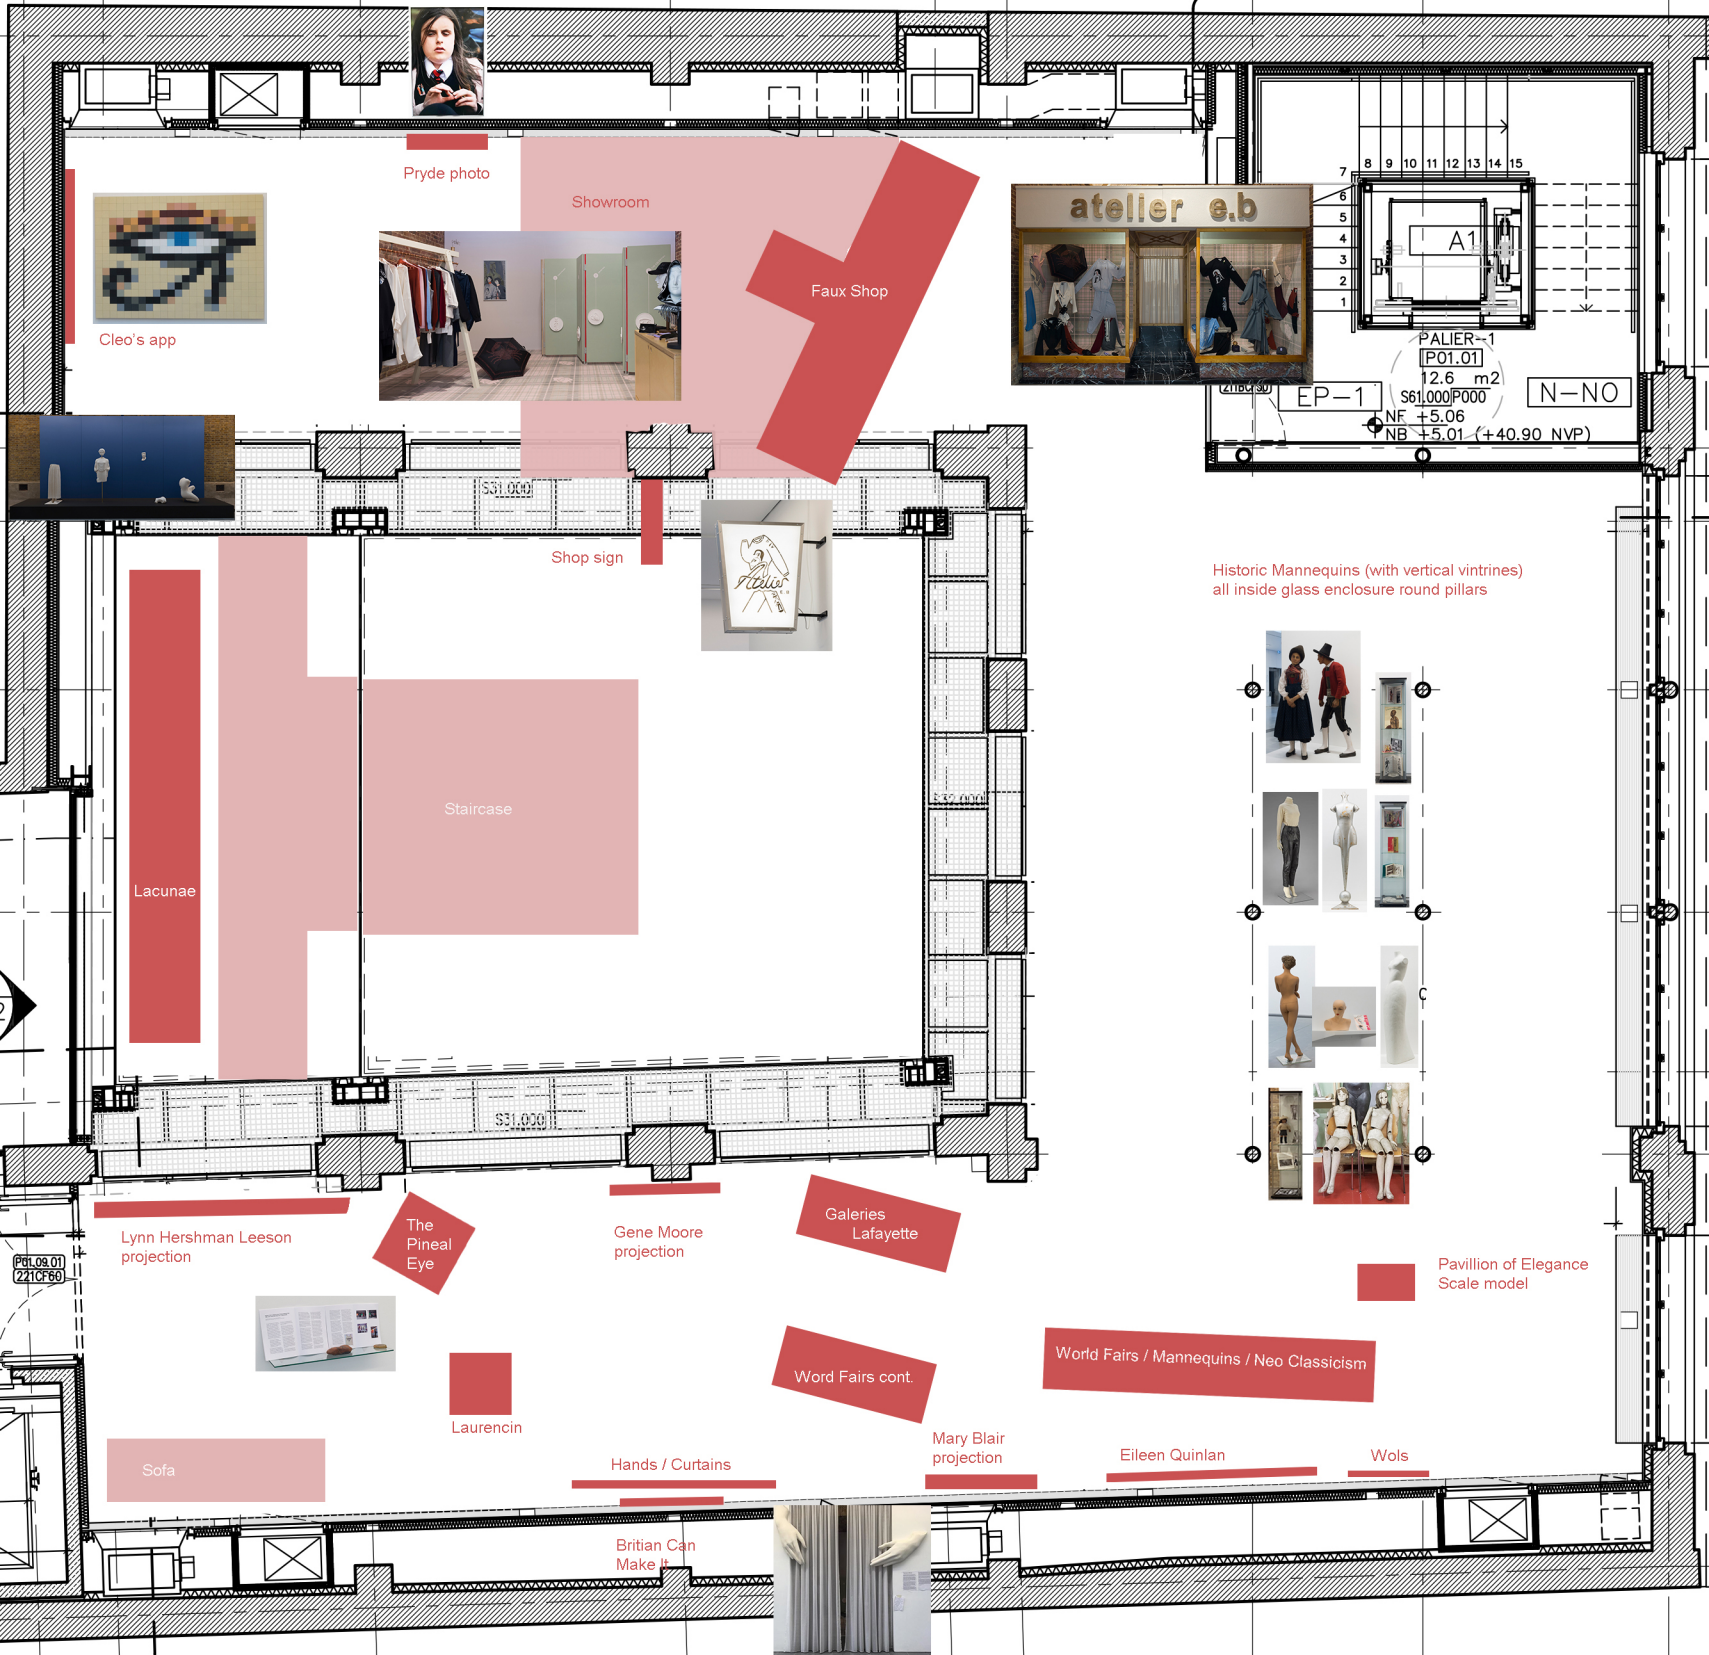 Pryde photo
Showroom
Cleo's app
Faux Shop
atelier e.b
7
8 9 10 11 12 13 14 15
6
5
4
3
2
1
A1
PALIER-1
P01.01
12.6 m2
S61.000 P000
EP-1
N-NO
NF +5.06
NB +5.01 (+40.90 NVP)
S31.000
Shop sign
Atelier
E.B
Historic Mannequins (with vertical vintrines)
all inside glass enclosure round pillars
Staircase
Lacunae
S31.000
Lynn Hershman Leeson
projection
The
Pineal
Eye
Gene Moore
projection
Galeries
Lafayette
P01.09.01
221CF60
Pavillion of Elegance
Scale model
World Fairs / Mannequins / Neo Classicism
Word Fairs cont.
Laurencin
Sofa
Hands / Curtains
Mary Blair
projection
Eileen Quinlan
Wols
Britian Can
Make It